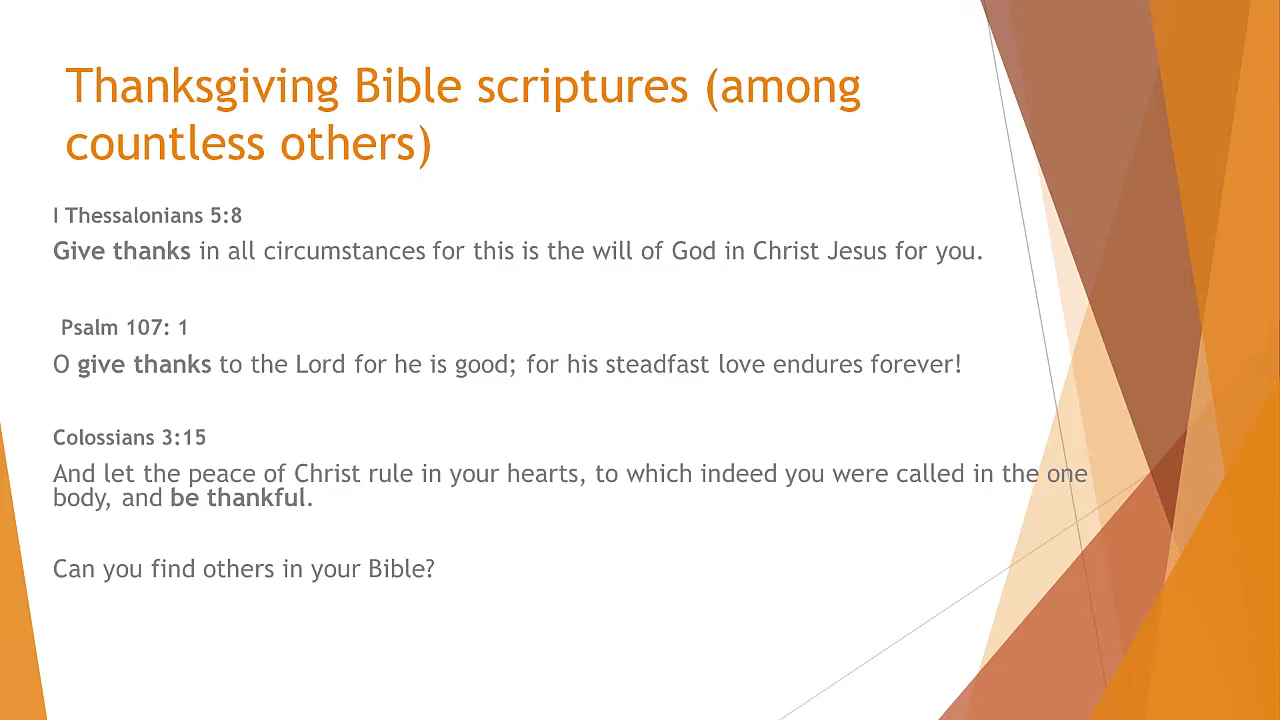 Thanksgiving Bible scriptures (among
countless others)
I Thessalonians 5:8
Give thanks in all circumstances for this is the will of God in Christ Jesus for you.
Psalm 107: 1
O give thanks to the Lord for he is good; for his steadfast love endures forever!
Colossians 3:15
And let the peace of Christ rule in your hearts, to which indeed you were called in the one
body, and be thankful.
Can you find others in your Bible?